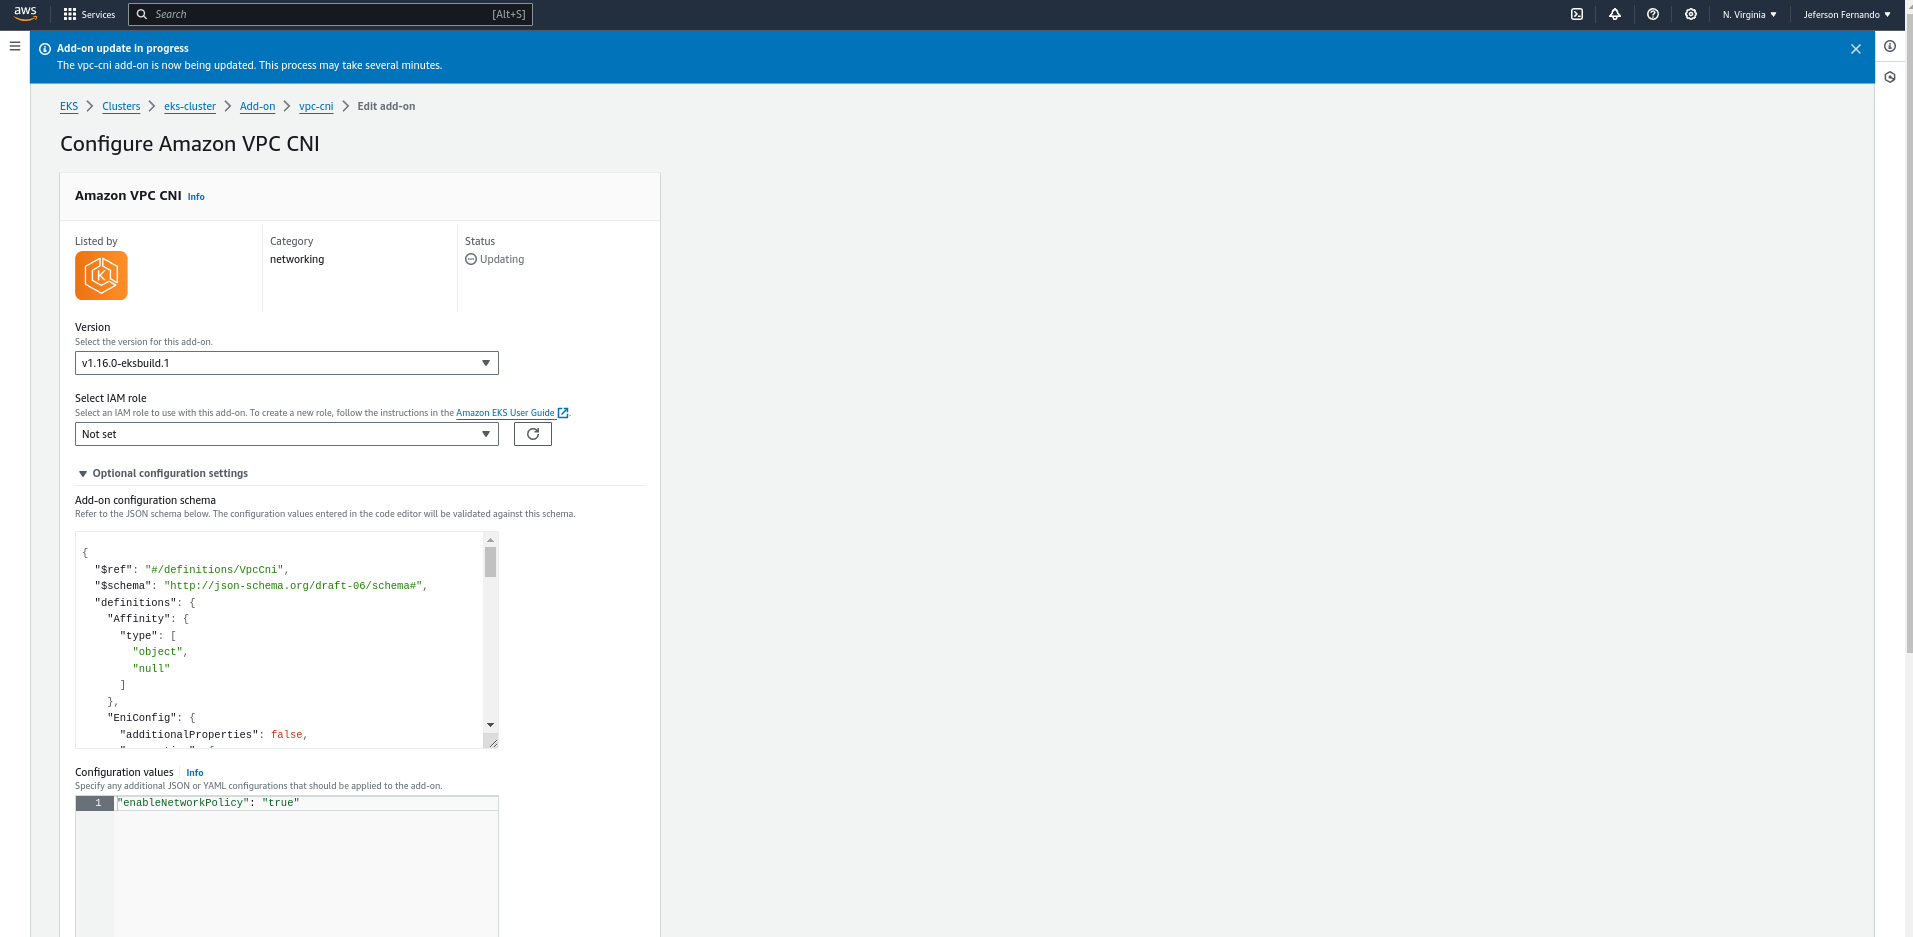 aws
Services
Search
[Alt+S]
N. Virginia
Jeferson Fernando
Add-on update in progress
The vpc-cni add-on is now being updated. This process may take several minutes.
EKS
Clusters
eks-cluster
Add-on
vpc-cni
Edit add-on
Configure Amazon VPC CNI
Amazon VPC CNI Info
Listed by
Category
networking
Status
Updating
Version
Select the version for this add-on.
v1.16.0-eksbuild.1
Select IAM role
Select an IAM role to use with this add-on. To create a new role, follow the instructions in the Amazon EKS User Guide.
Not set
Optional configuration settings
Add-on configuration schema
Refer to the JSON schema below. The configuration values entered in the code editor will be validated against this schema.
{
"$ref": "#/definitions/VpcCni",
"$schema": "http://json-schema.org/draft-06/schema#",
"definitions": {
"Affinity": {
"type": [
"object",
"null"
]
},
"EniConfig": {
"additionalProperties": false,
Configuration values Info
Specify any additional JSON or YAML configurations that should be applied to the add-on.
1 "enableNetworkPolicy": "true"